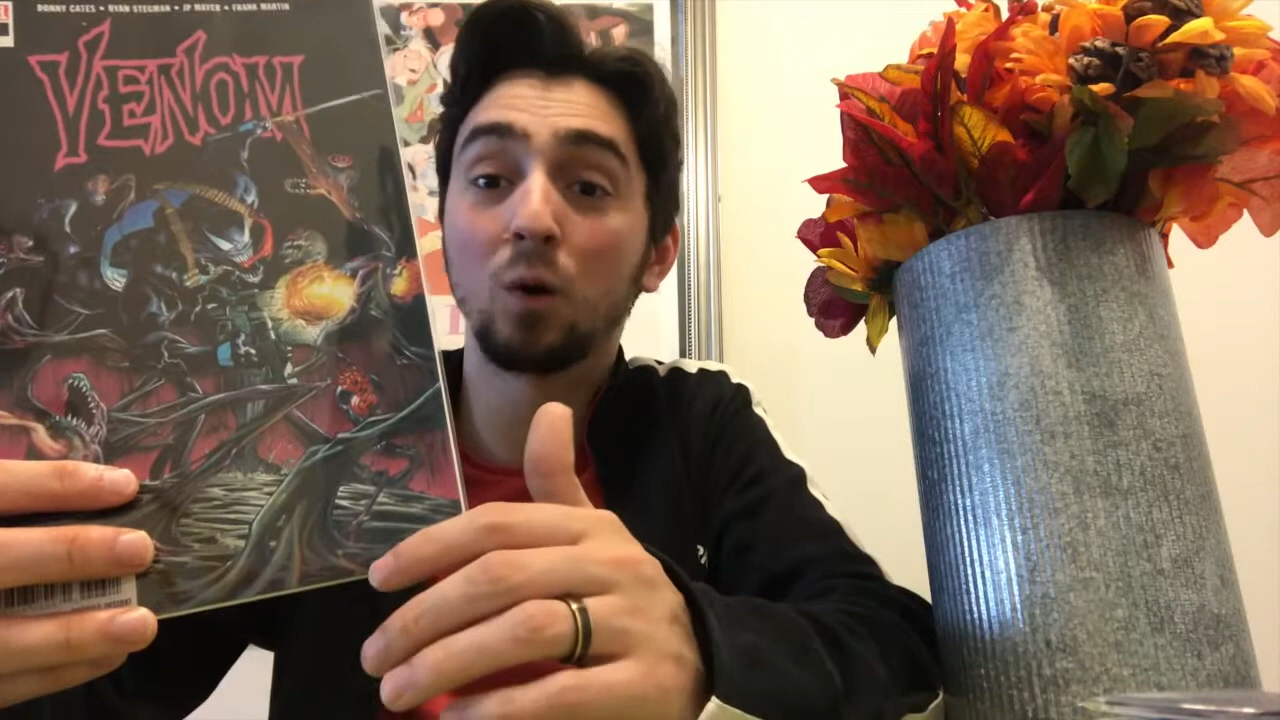 DONNY CATES • RYAN STEGMAN • JP MAYER • FRANK MARTIN
VENOM